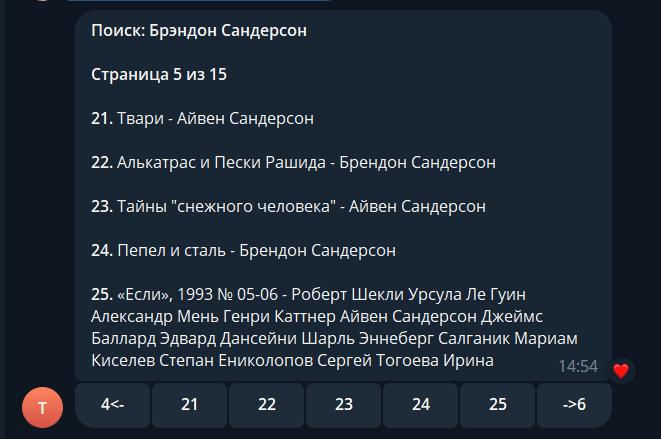 Поиск: Брэндон Сандерсон
Страница 5 из 15
21. Твари - Айвен Сандерсон
22. Алькатрас и Пески Рашида - Брендон Сандерсон
23. Тайны "снежного человека" - Айвен Сандерсон
24. Пепел и сталь - Брендон Сандерсон
25. «Если», 1993 № 05-06 - Роберт Шекли Урсула Ле Гуин
Александр Мень Генри Каттнер Айвен Сандерсон Джеймс
Баллард Эдвард Дансейни Шарль Эннеберг Салганик Мариам
Киселев Степан Ениколопов Сергей Тогоева Ирина
14:54
Т
4<- 21 22 23 24 25 ->6